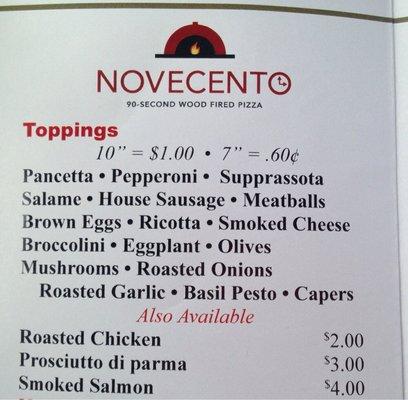 NOVECENTO
90-SECOND WOOD FIRED PIZZA
Toppings
10” = $1.00 • 7” = .60¢
Pancetta • Pepperoni • Supprassota
Salame • House Sausage • Meatballs
Brown Eggs • Ricotta • Smoked Cheese
Broccolini • Eggplant • Olives
Mushrooms • Roasted Onions
Roasted Garlic • Basil Pesto • Capers
Also Available
Roasted Chicken $2.00
Prosciutto di parma $3.00
Smoked Salmon $4.00